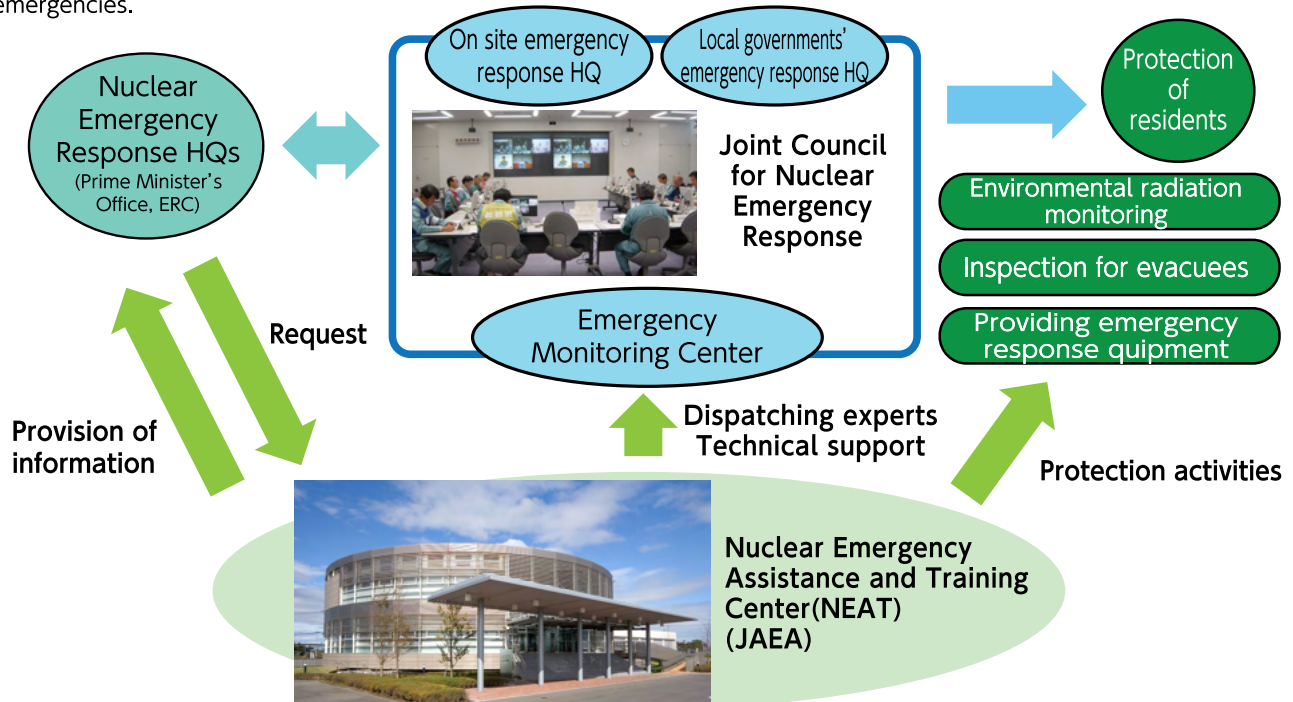 emergencies.
On site emergency
response HQ
Local governments'
emergency response HQ
Protection
of
residents
Nuclear
Emergency
Response HQs
(Prime Minister's
Office, ERC)
Joint Council
for Nuclear
Emergency
Response
Environmental radiation
monitoring
Inspection for evacuees
Providing emergency
response quipment
Emergency
Monitoring Center
Request
Provision of
information
Dispatching experts
Technical support
Protection activities
Nuclear Emergency
Assistance and Training
Center(NEAT)
(JAEA)